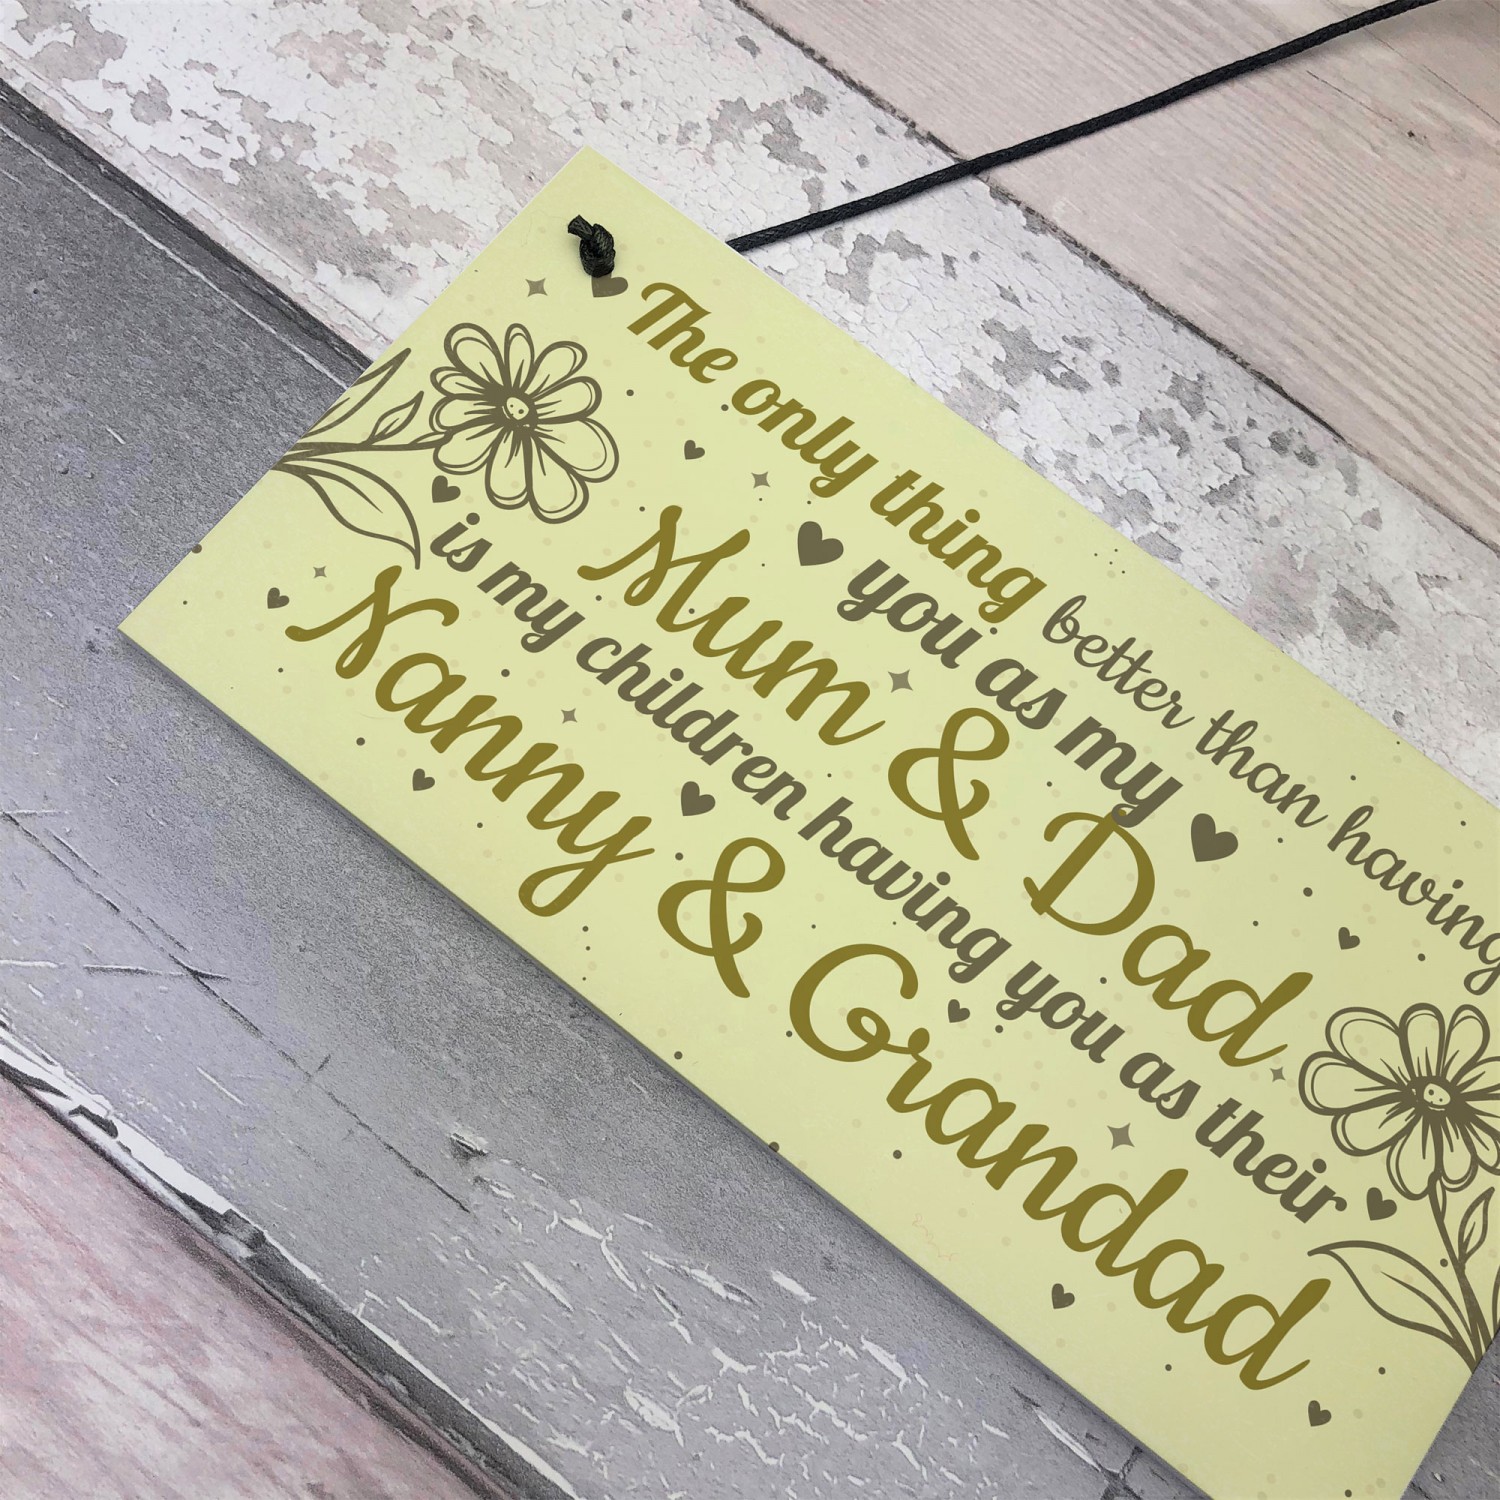 The only thing better than having
you as my
Mum & Dad
is my children having you as their
Nanny & Grandad